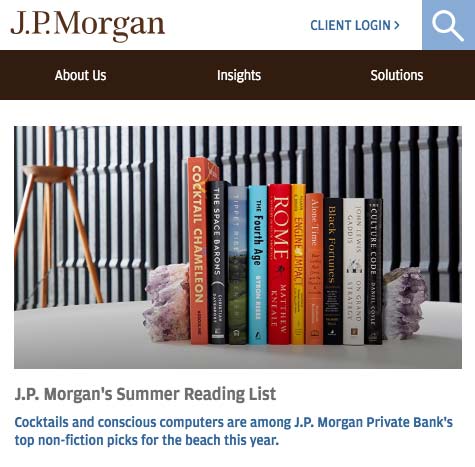 J.P.Morgan
CLIENT LOGIN >
About Us
Insights
Solutions
COCKTAIL CHAMELEON
ASSOULINE
THE SPACE BARONS
CHRISTIAN DAVENPORT
The Fourth Age
BYRON REESE
ROME
MATTHEW KNEALE
ENGINE OF IMPACT
Alone Time
Black Fortunes
JOHN LEWIS GADDIS
ON GRAND STRATEGY
THE CULTURE CODE
DANIEL COYLE
J.P. Morgan's Summer Reading List
Cocktails and conscious computers are among J.P. Morgan Private Bank's
top non-fiction picks for the beach this year.